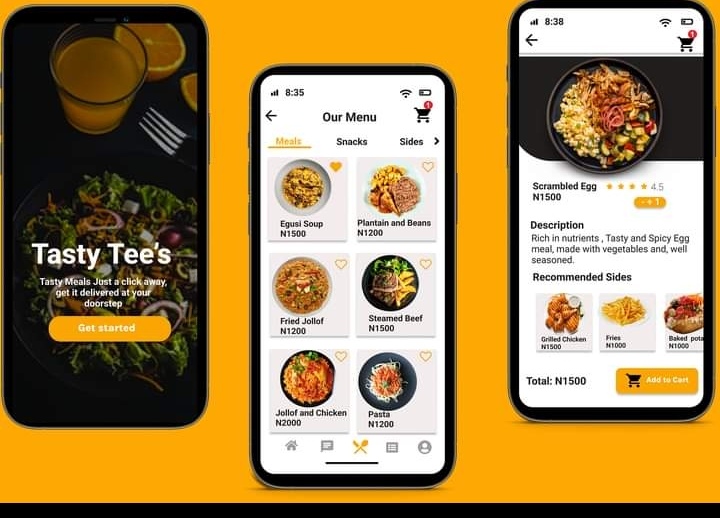 Tasty Tee's
Tasty Meals Just a click away,
get it delivered at your
doorstep
Get started
8:35
Our Menu
1
Meals Snacks Sides
Egusi Soup
N1500
Plantain and Beans
N1200
Fried Jollof
N1200
Steamed Beef
N1500
Jollof and Chicken
N2000
Pasta
N1200
8:38
1
Scrambled Egg 4.5
N1500
- + 1
Description
Rich in nutrients , Tasty and Spicy Egg
meal, made with vegetables and, well
seasoned.
Recommended Sides
Grilled Chicken
N1500
Fries
N1000
Baked pota
N1000
Total: N1500
Add to Cart